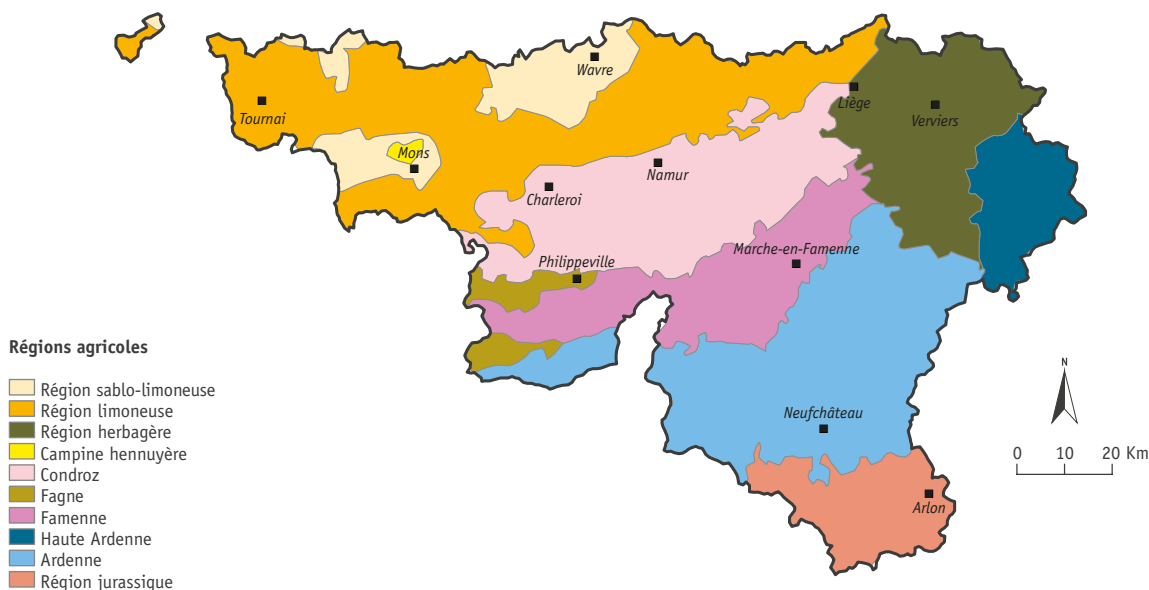 Wavre
Tournai
Liège
Verviers
Mons
Namur
Charleroi
Marche-en-Famenne
Philippeville
Régions agricoles
Région sablo-limoneuse
Région limoneuse
Région herbagère
Campine hennuyère
Condroz
Fagne
Famenne
Haute Ardenne
Ardenne
Région jurassique
Neufchâteau
Arlon
N
0 10 20 Km